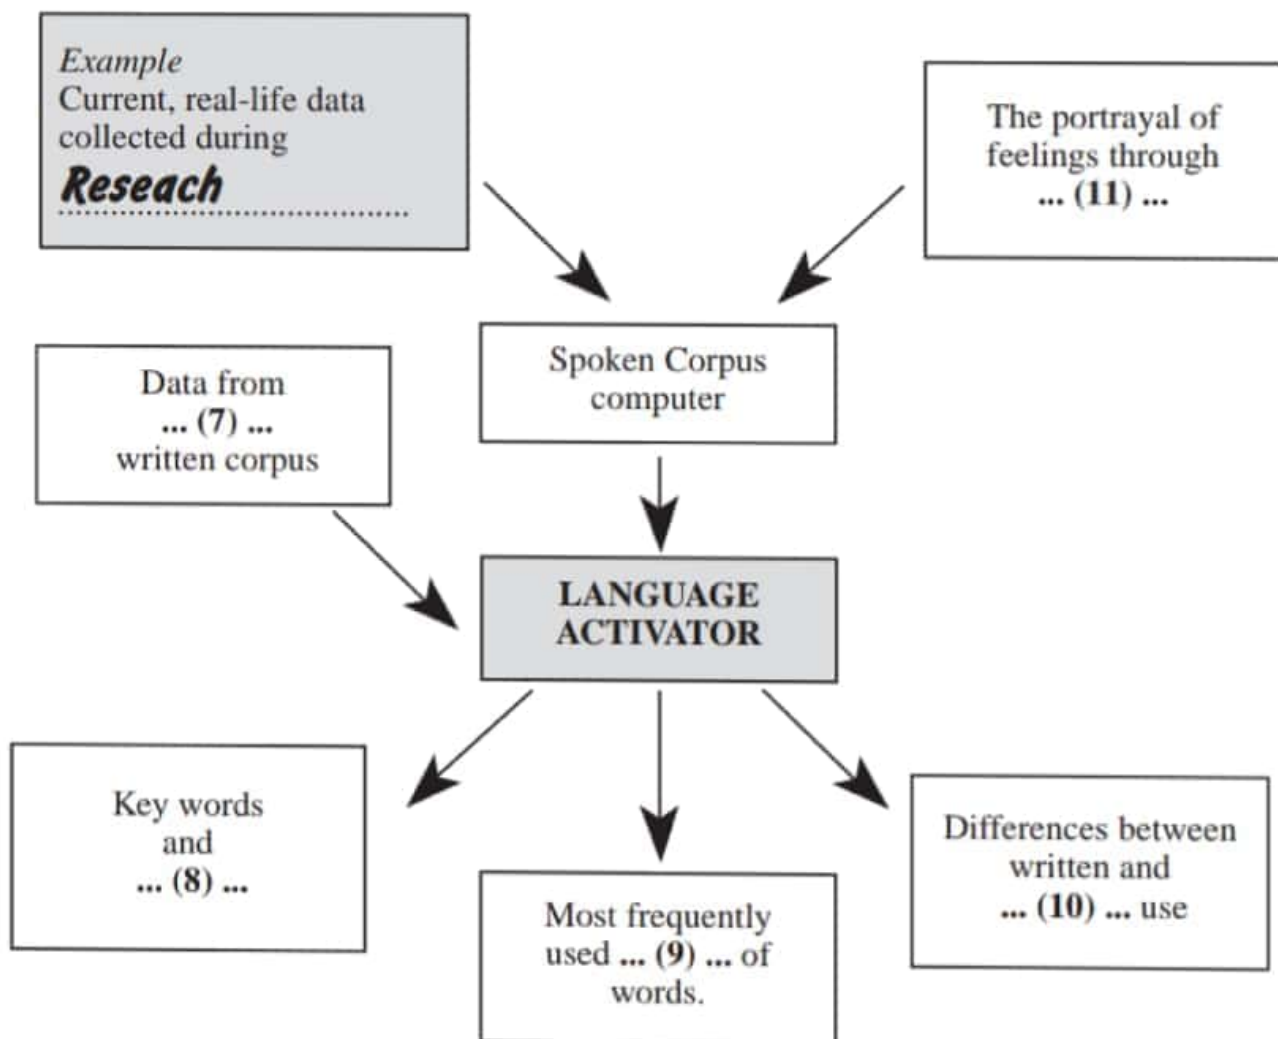 Example
Current, real-life data
collected during
Reseach
The portrayal of
feelings through
... (11) ...
Spoken Corpus
computer
Data from
... (7) ...
written corpus
LANGUAGE
ACTIVATOR
Key words
and
... (8) ...
Most frequently
used ... (9) ... of
words.
Differences between
written and
... (10) ... use